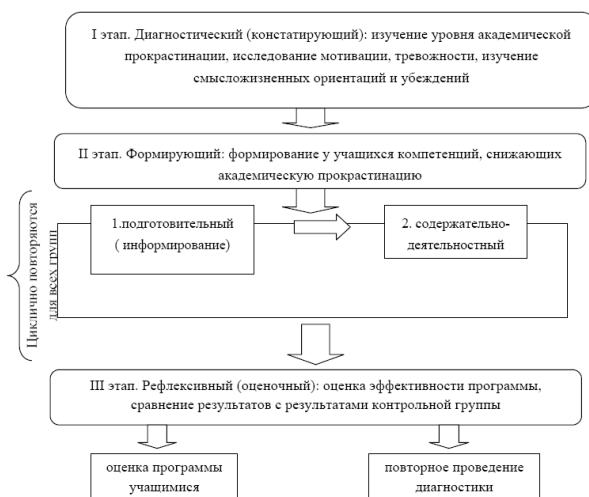 I этап. Диагностический (констатирующий): изучение уровня академической
прокрастинации, исследование мотивации, тревожности, изучение
смысложизненных ориентаций и убеждений
II этап. Формирующий: формирование у учащихся компетенций, снижающих
академическую прокрастинацию
Циклично повторяются
для всех групп
1.подготовительный
( информирование)
2. содержательно-
деятельностный
III этап. Рефлексивный (оценочный): оценка эффективности программы,
сравнение результатов с результатами контрольной группы
оценка программы
учащимися
повторное проведение
диагностики